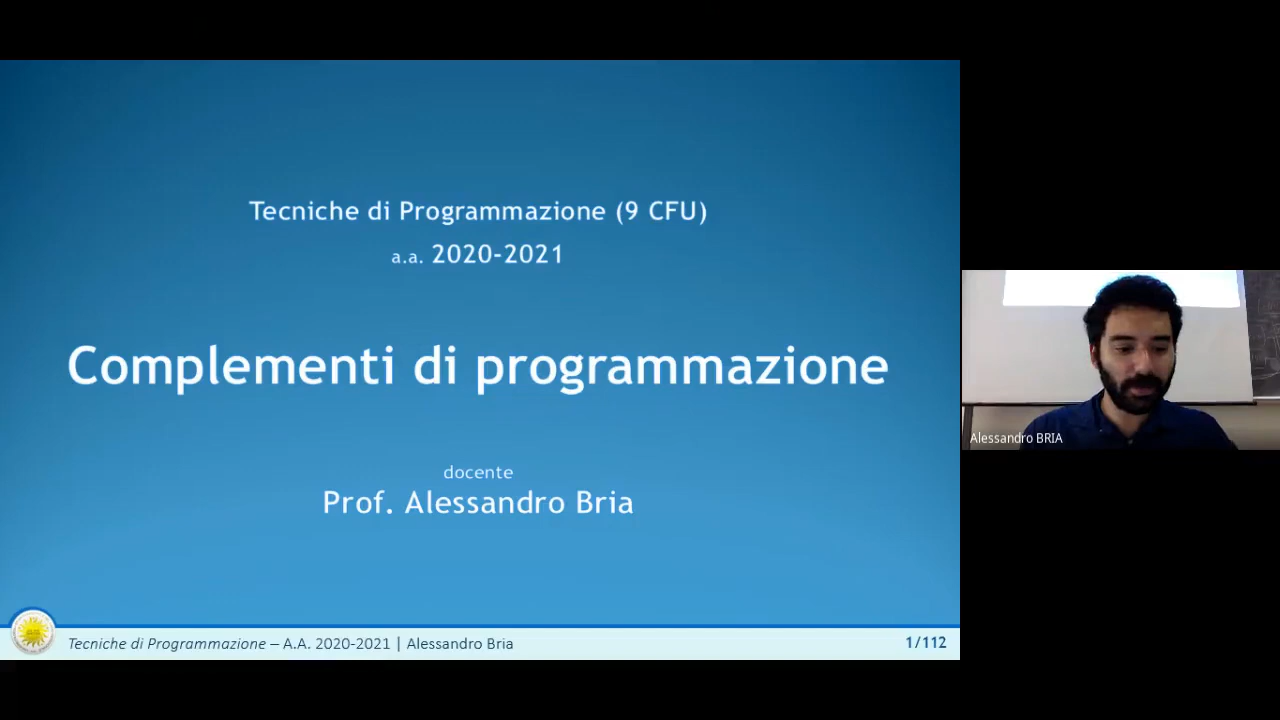 Tecniche di Programmazione (9 CFU)
a.a. 2020-2021
Complementi di programmazione
docente
Prof. Alessandro Bria
Tecniche di Programmazione – A.A. 2020-2021 | Alessandro Bria
1/112
Alessandro BRIA